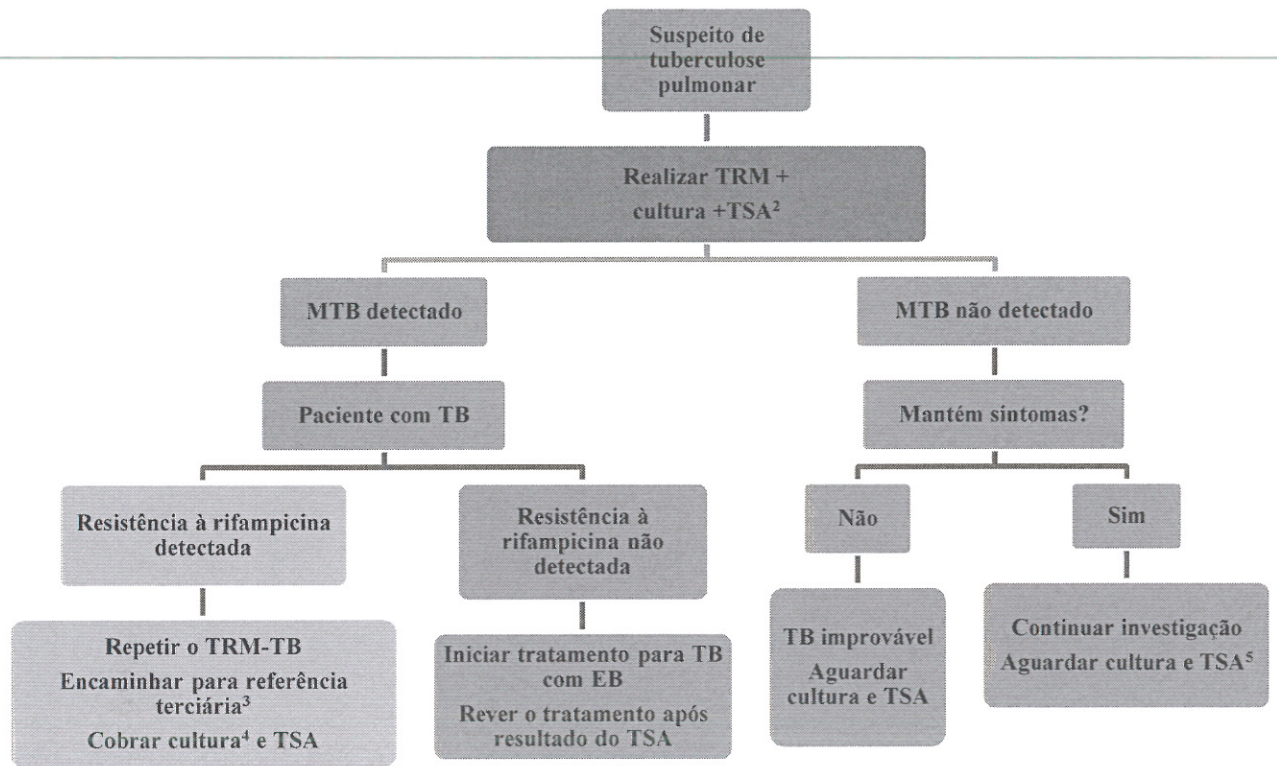 Suspeito de
tuberculose
pulmonar
Realizar TRM +
cultura +TSA²
MTB detectado
MTB não detectado
Paciente com TB
Mantém sintomas?
Resistência à rifampicina
detectada
Resistência à
rifampicina não
detectada
Não
Sim
Repetir o TRM-TB
Encaminhar para referência
terciária³
Cobrar cultura⁴ e TSA
Iniciar tratamento para TB
com EB
Rever o tratamento após
resultado do TSA
TB improvável
Aguardar
cultura e TSA
Continuar investigação
Aguardar cultura e TSA⁵